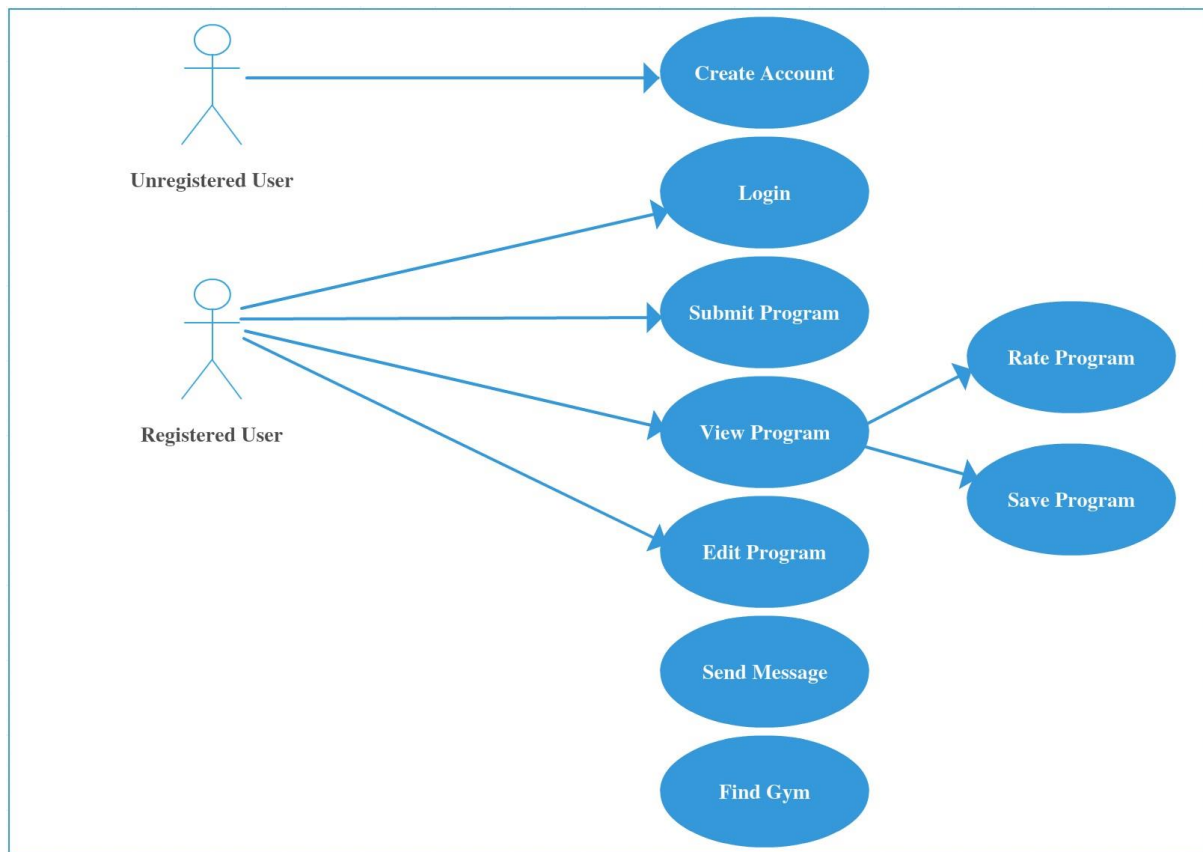 Create Account
Unregistered User
Login
Submit Program
Rate Program
Registered User
View Program
Save Program
Edit Program
Send Message
Find Gym